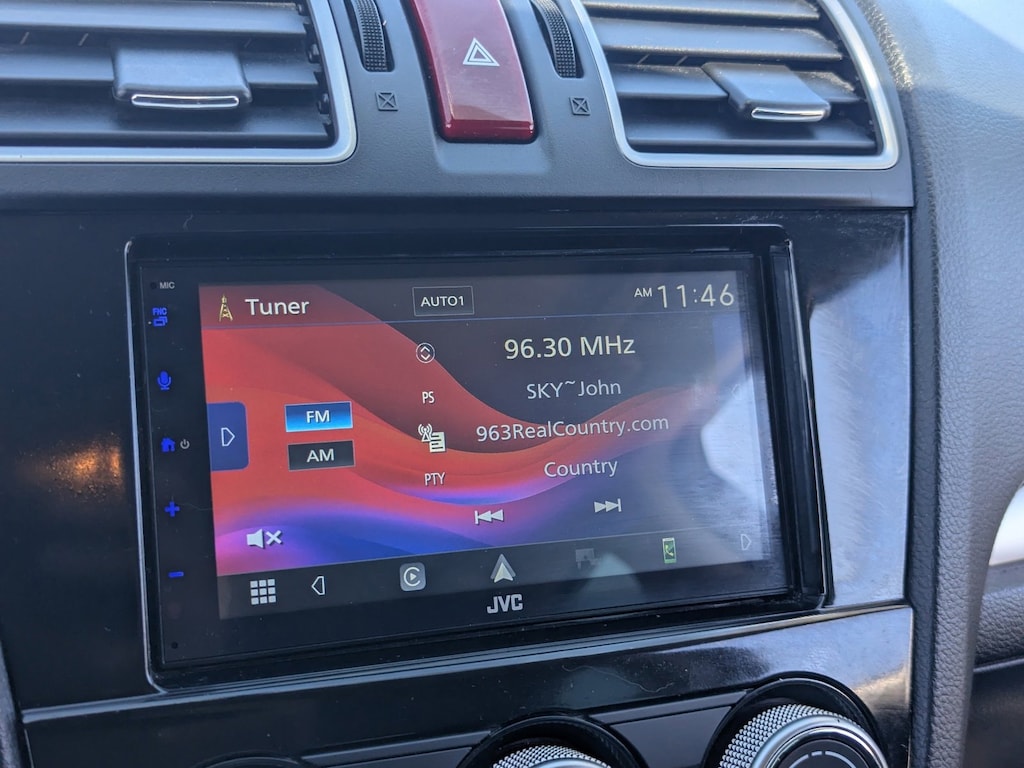 MIC
FNC
Tuner
AUTO1
AM 11:46
96.30 MHz
PS
SKY~John
FM
963RealCountry.com
AM
PTY
Country
JVC